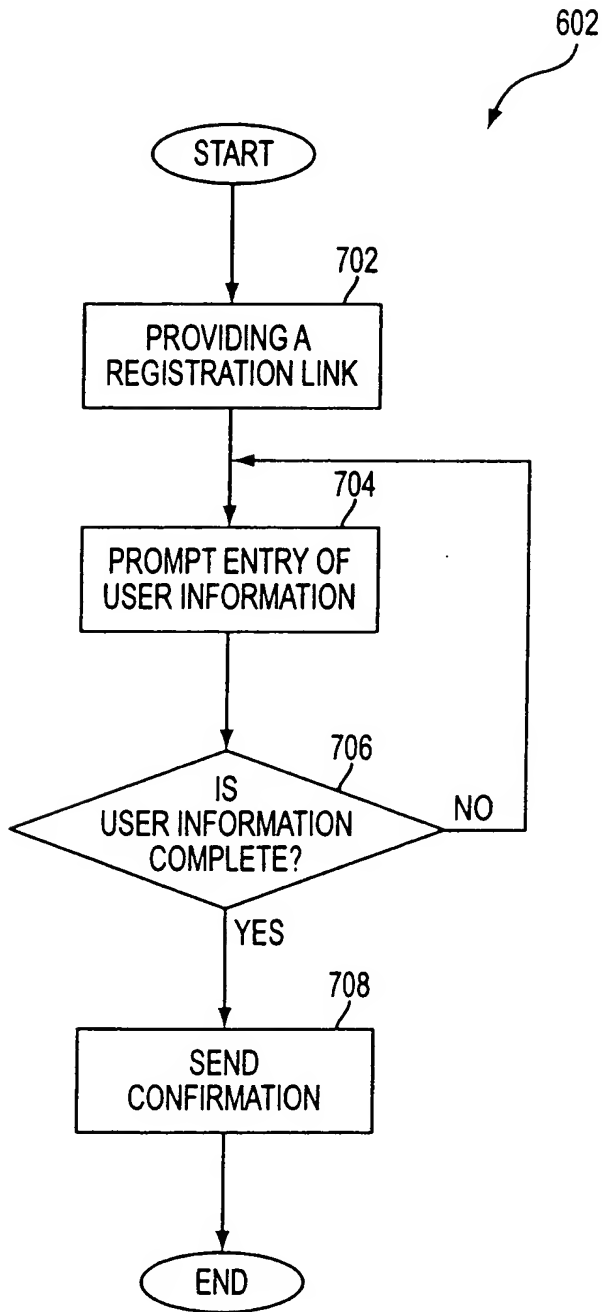 602
START
702
PROVIDING A
REGISTRATION LINK
704
PROMPT ENTRY OF
USER INFORMATION
706
IS
USER INFORMATION
COMPLETE?
NO
YES
708
SEND
CONFIRMATION
END